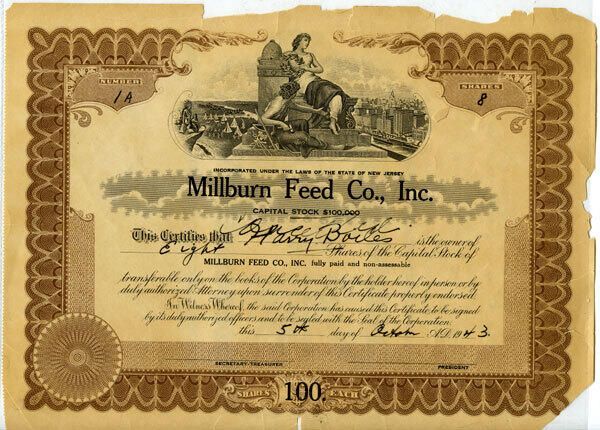 NUMBER
1A
SHARES
8
INCORPORATED UNDER THE LAWS OF THE STATE OF NEW JERSEY
Millburn Feed Co., Inc.
CAPITAL STOCK $100,000
This Certifies that Harry Boiles is the owner of
Eight Shares of the Capital Stock of
MILLBURN FEED CO., INC. fully paid and non-assessable
transferable only on the books of the Corporation by the holder hereof in person or by
duly authorized Attorney upon surrender of this Certificate properly endorsed.
In Witness Whereof, the said Corporation has caused this Certificate to be signed
by its duly authorized officers and to be sealed with the Seal of the Corporation
this 5th day of A.D. 1943.
SECRETARY-TREASURER
PRESIDENT
SHARES 100. EACH